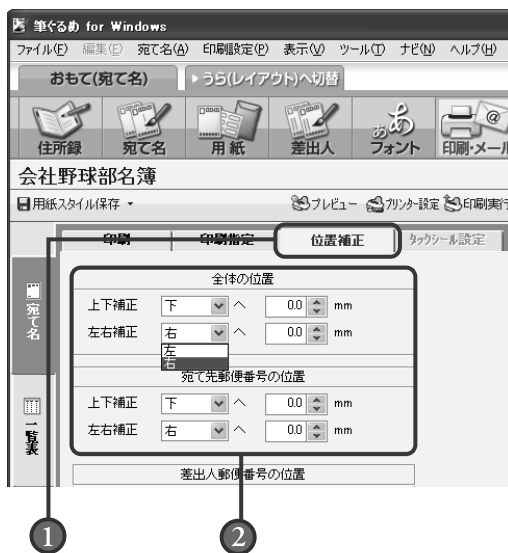 筆ぐるめ for Windows
ファイル(F) 編集(E) 宛て名(A) 印刷設定(P) 表示(V) ツール(T) ナビ(N) ヘルプ(H)
おもて(宛て名) うら(レイアウト)へ切替
住所録 宛て名 用紙 差出人 フォント 印刷・メー
会社野球部名簿
用紙スタイル保存 プレビュー プリンター設定 印刷実行
印刷 印刷指定 位置補正 タックシール設定
宛て名
一覧表
全体の位置
上下補正 下 へ 0.0 mm
左右補正 右 へ 0.0 mm
左
右
宛て先郵便番号の位置
上下補正 下 へ 0.0 mm
左右補正 右 へ 0.0 mm
差出人郵便番号の位置
1 2